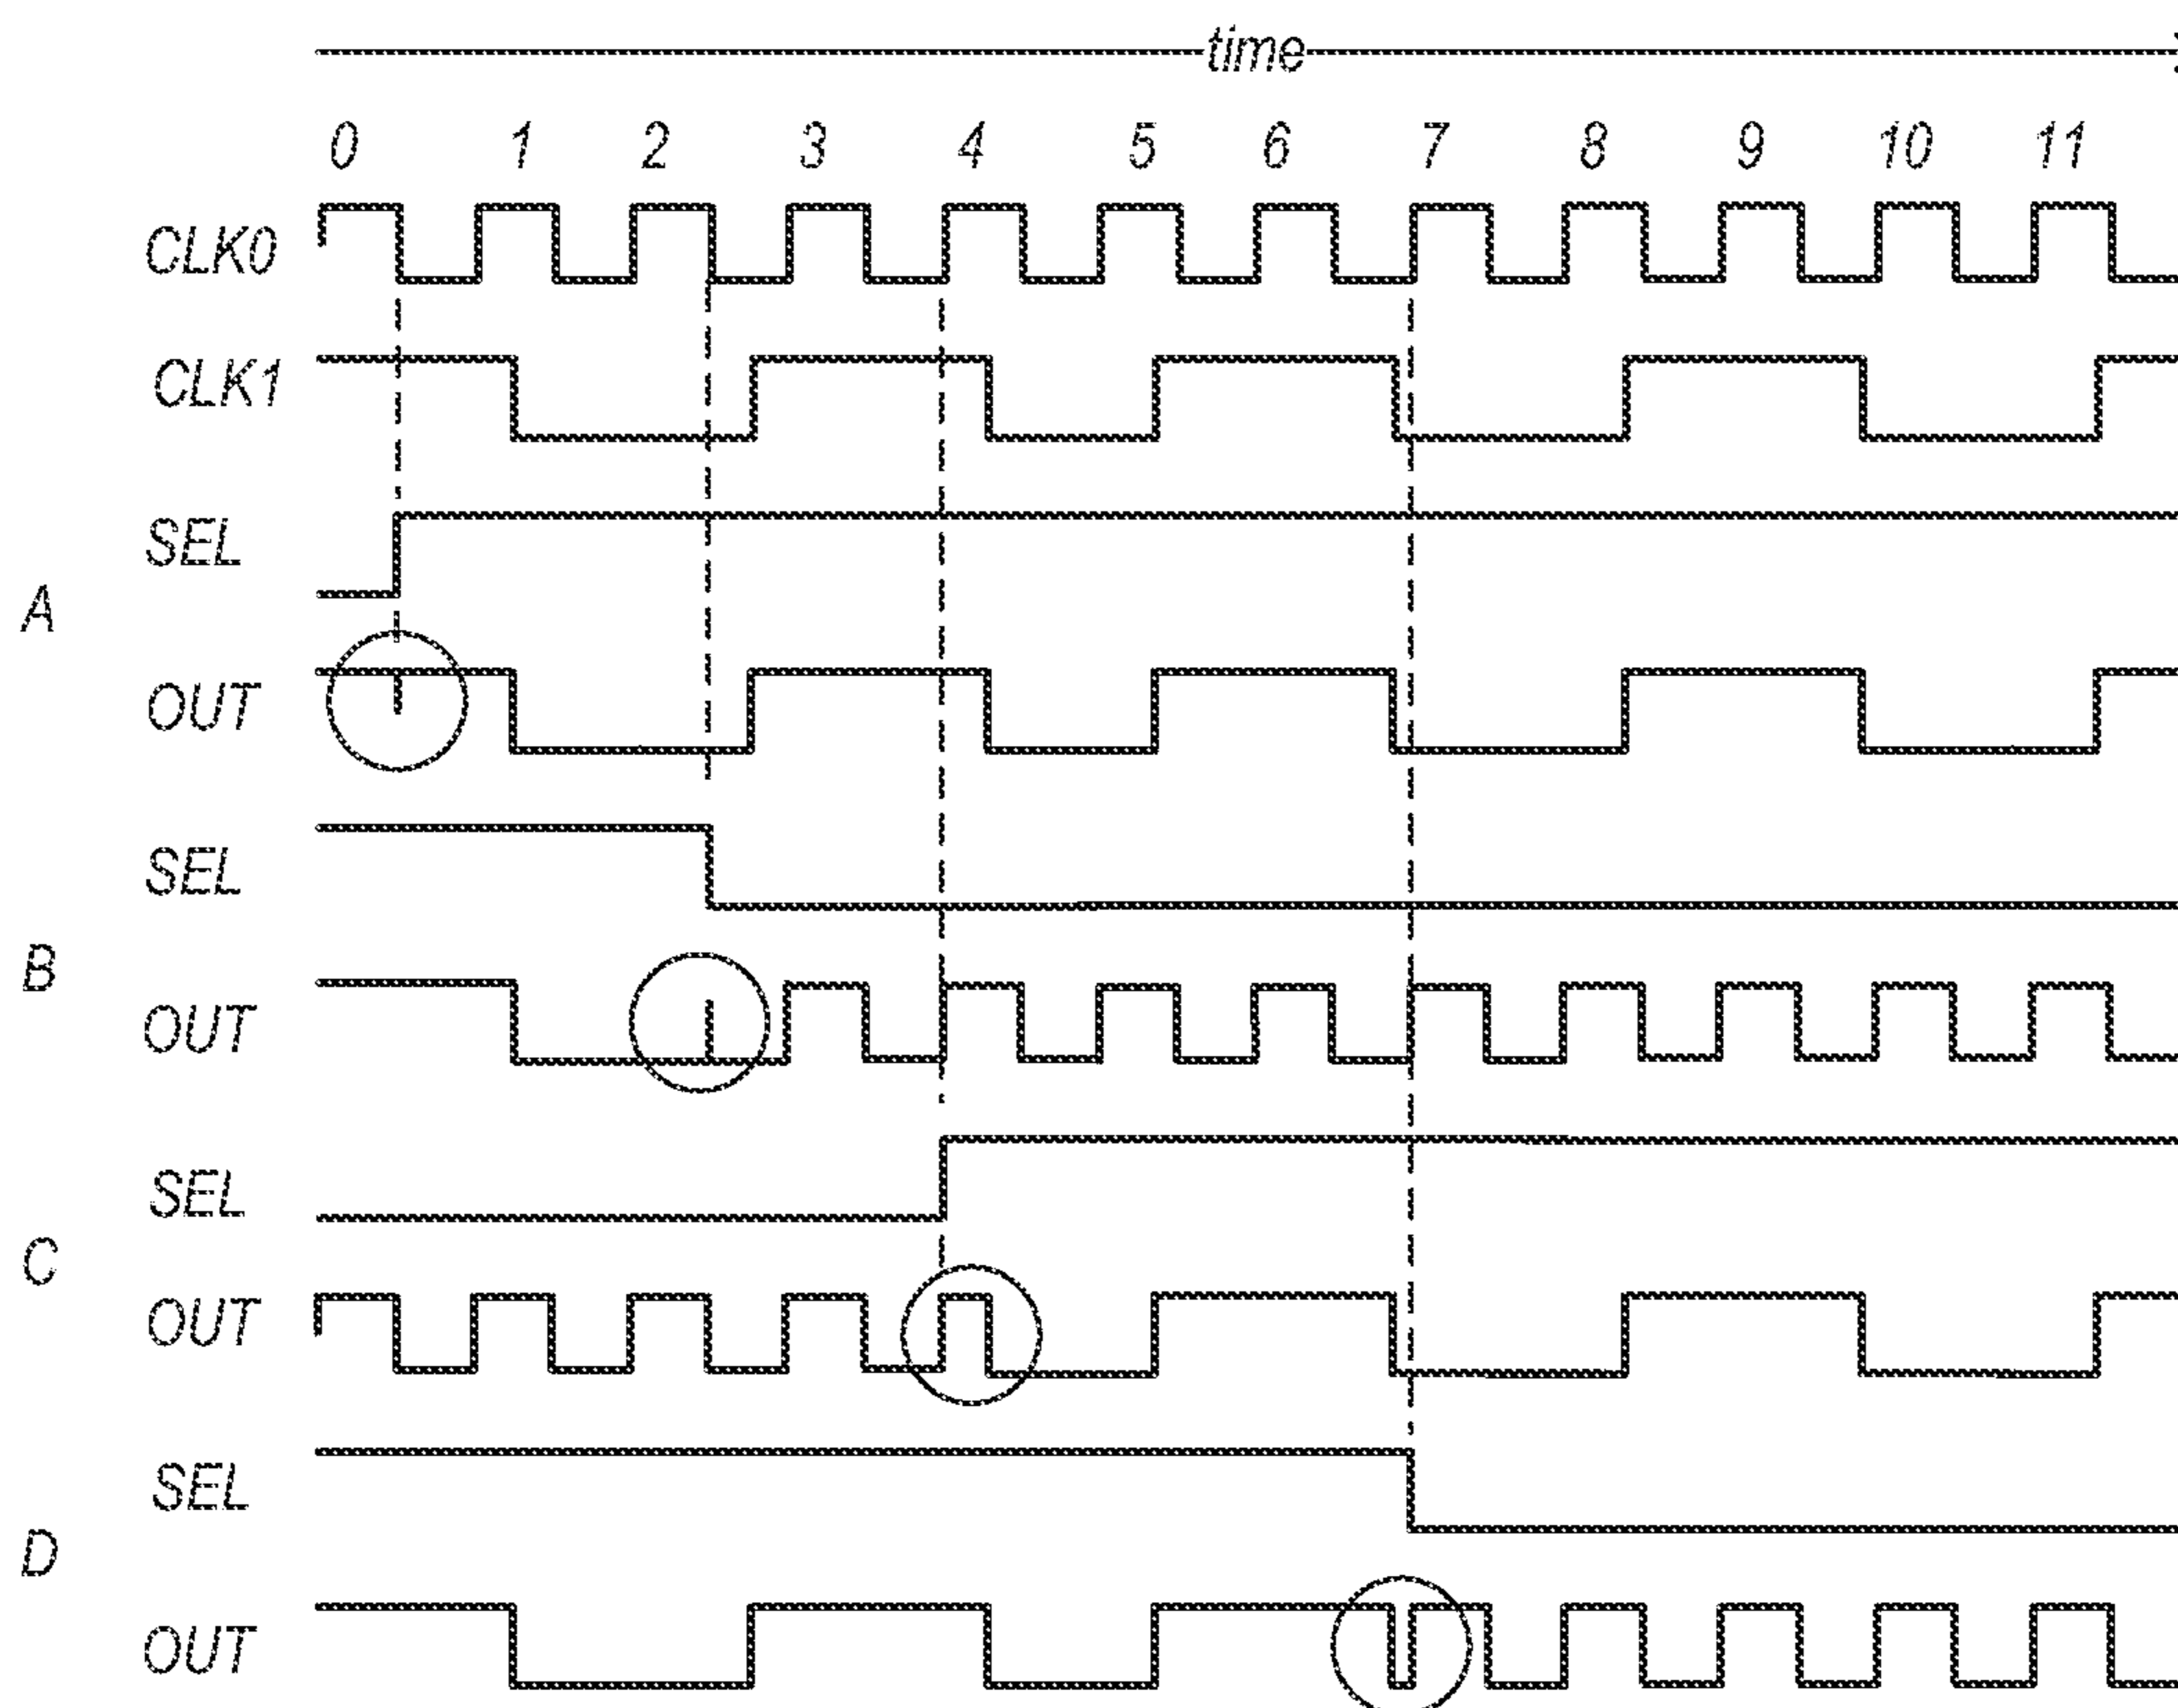 time
0 1 2 3 4 5 6 7 8 9 10 11
CLK0
CLK1
SEL
A
OUT
SEL
B
OUT
SEL
C
OUT
SEL
D
OUT